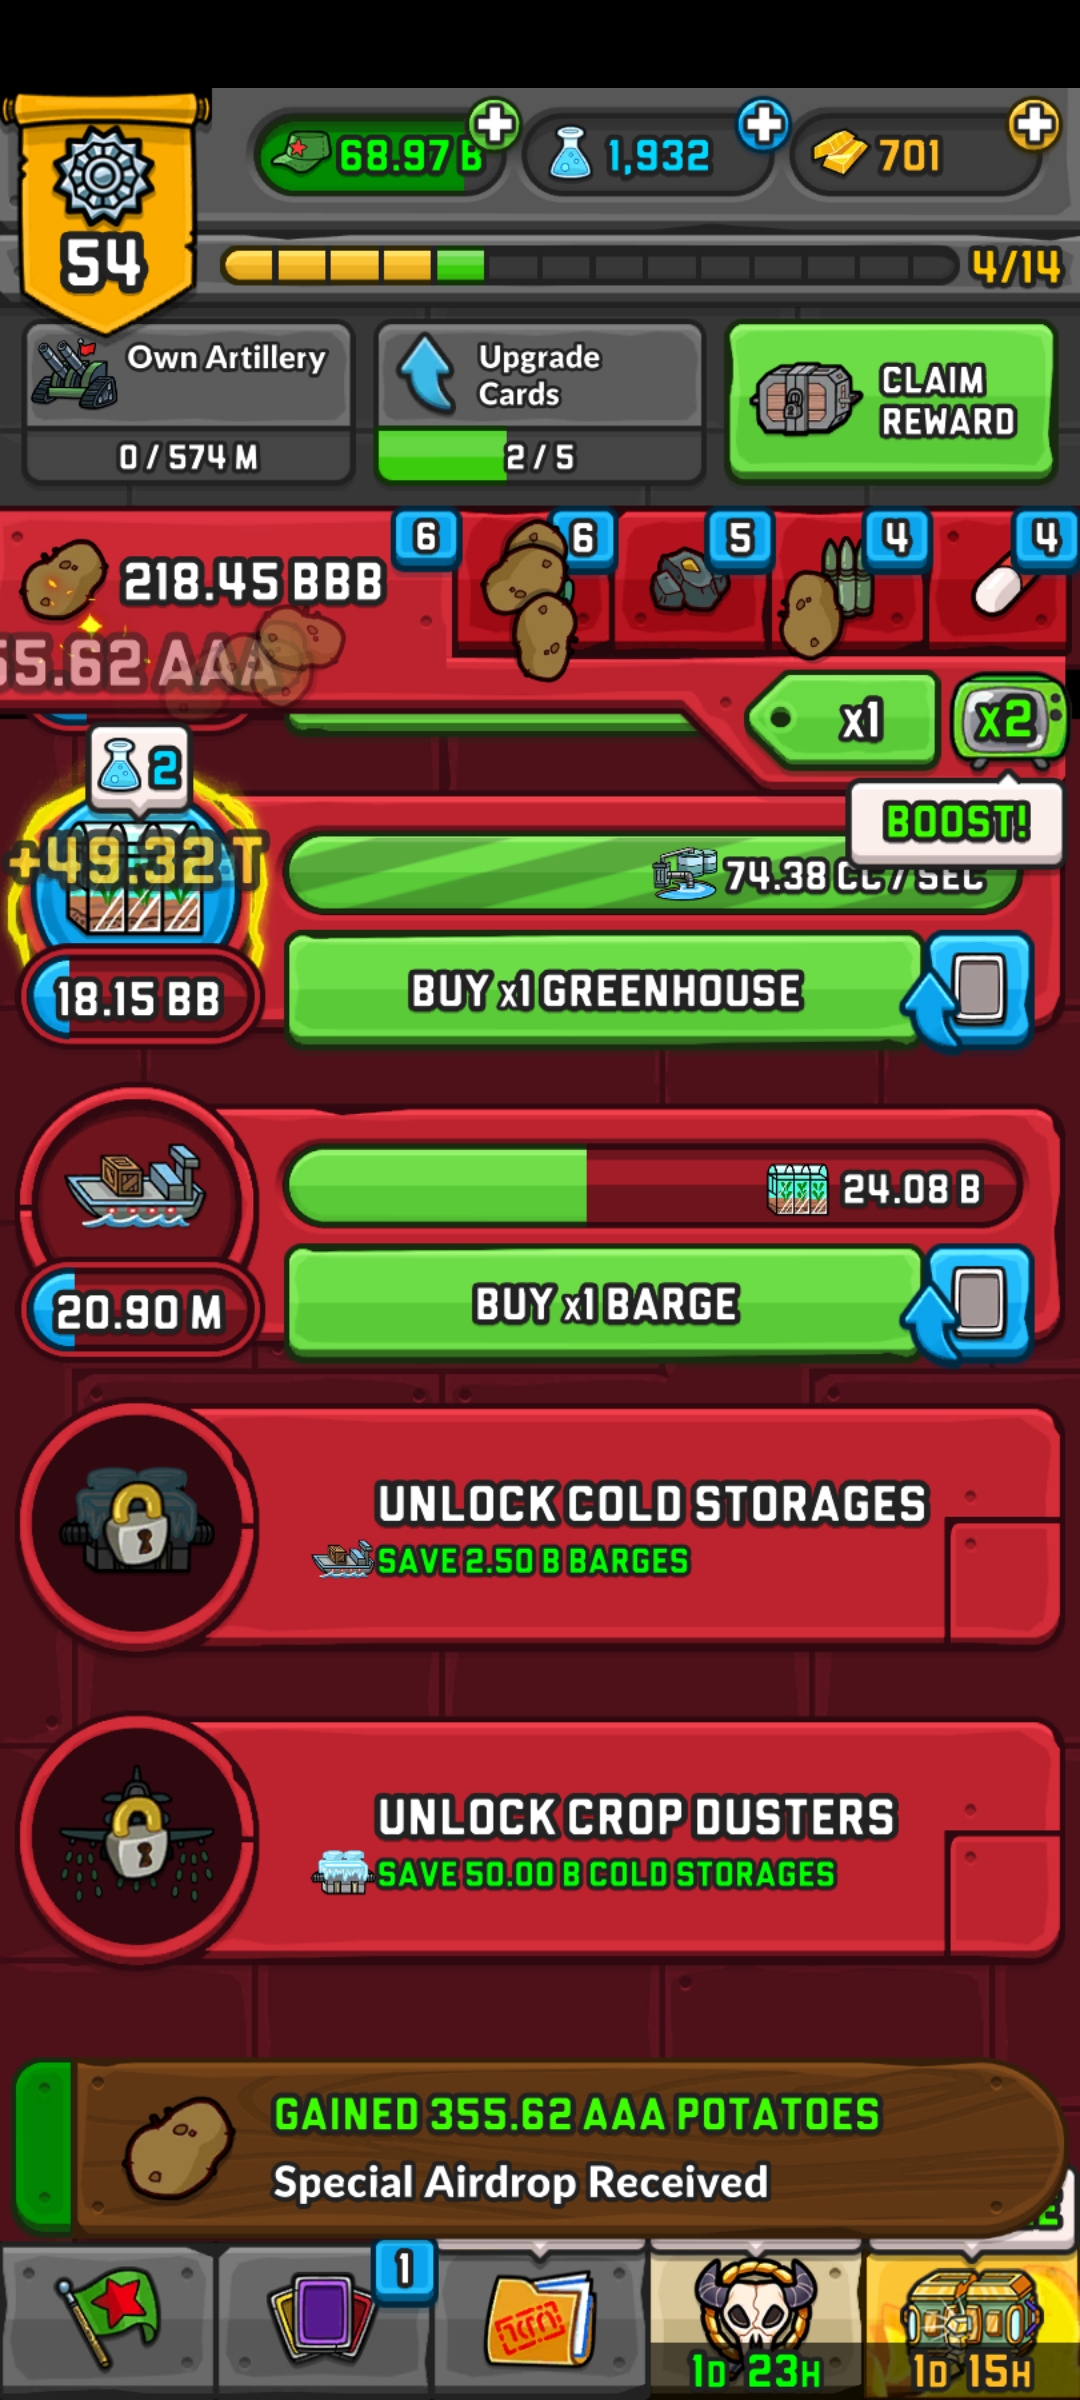 68.97 B
1,932
701
54
4/14
Own Artillery
0 / 574 M
Upgrade
Cards
2 / 5
CLAIM
REWARD
218.45 BBB
6
6
5
4
4
55.62 AAA
x1
x2
BOOST!
2
+49.32 T
74.38 CC / SEC
18.15 BB
BUY x1 GREENHOUSE
24.08 B
20.90 M
BUY x1 BARGE
UNLOCK COLD STORAGES
SAVE 2.50 B BARGES
UNLOCK CROP DUSTERS
SAVE 50.00 B COLD STORAGES
GAINED 355.62 AAA POTATOES
Special Airdrop Received
1
1D 23H
1D 15H